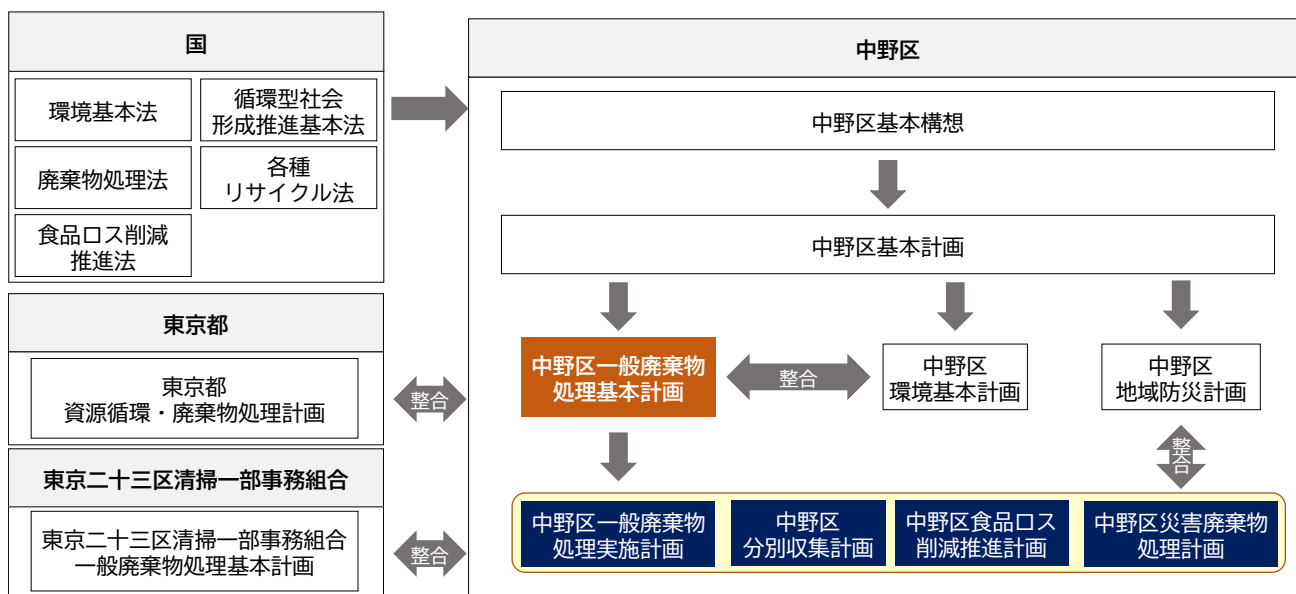 国
環境基本法
循環型社会
形成推進基本法
廃棄物処理法
各種
リサイクル法
食品ロス削減
推進法
東京都
東京都
資源循環・廃棄物処理計画
整合
東京二十三区清掃一部事務組合
東京二十三区清掃一部事務組合
一般廃棄物処理基本計画
整合
中野区
中野区基本構想
中野区基本計画
中野区一般廃棄物
処理基本計画
整合
中野区
環境基本計画
中野区
地域防災計画
整合
中野区一般廃棄物
処理実施計画
中野区
分別収集計画
中野区食品ロス
削減推進計画
中野区災害廃棄物
処理計画